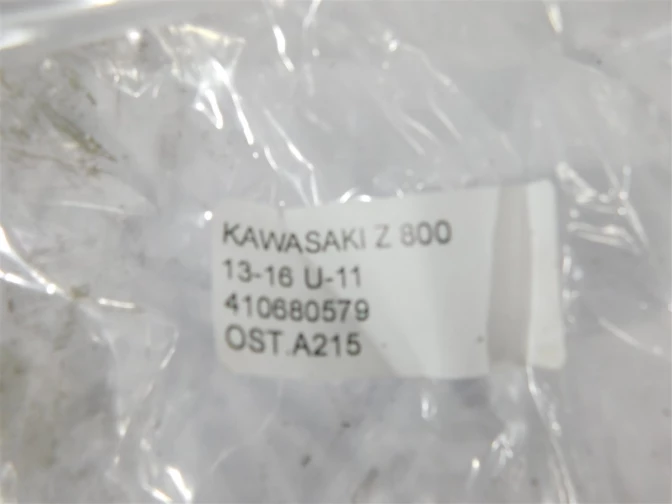 KAWASAKI Z 800
13-16 U-11
410680579
OST.A215